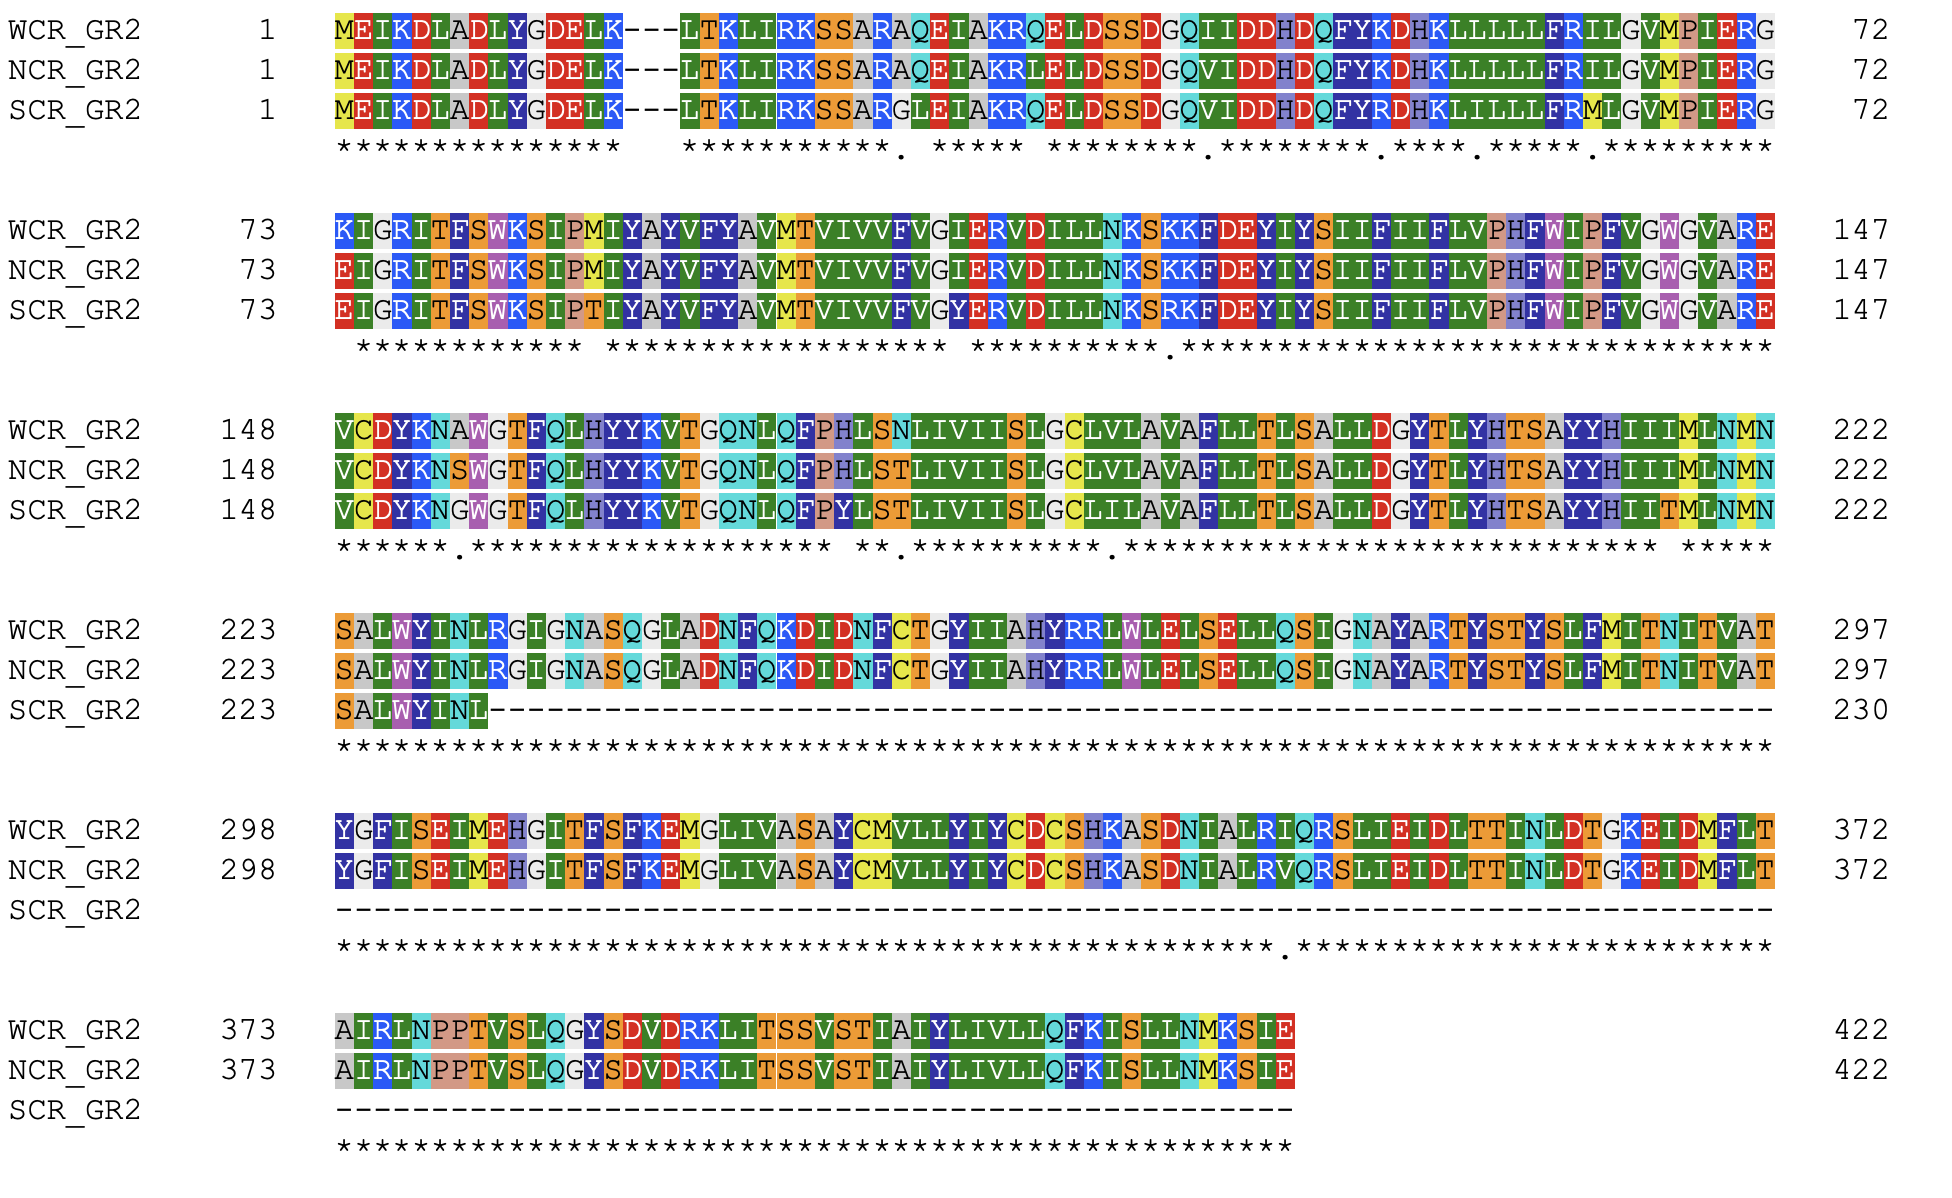 WCR_GR2 1 MEIKDLADLYGDELK---LTKLIRKSSARAQEIAKRQELDSSDGQIIDDHDQFYKDHKLLLLLFRILGVMPIERG 72
NCR_GR2 1 MEIKDLADLYGDELK---LTKLIRKSSARAQEIAKRLELDSSDGQVIDDHDQFYKDHKLLLLLFRILGVMPIERG 72
SCR_GR2 1 MEIKDLADLYGDELK---LTKLIRKSSARGLEIAKRQELDSSDGQVIDDHDQFYRDHKLILLLFRMLGVMPIERG 72
***************   ***********. ***** ********.********.****.*****.*********
WCR_GR2 73 KIGRITFSWKSIPMIYAYVFYAVMTVIVVFVGIERVDILLNKSKKFDEYIYSIIFIIFLVPHFWIPFVGWGVARE 147
NCR_GR2 73 EIGRITFSWKSIPMIYAYVFYAVMTVIVVFVGIERVDILLNKSKKFDEYIYSIIFIIFLVPHFWIPFVGWGVARE 147
SCR_GR2 73 EIGRITFSWKSIPTIYAYVFYAVMTVIVVFVGYERVDILLNKSRKFDEYIYSIIFIIFLVPHFWIPFVGWGVARE 147
 ************ ****************** **********.*******************************
WCR_GR2 148 VCDYKNAWGTFQLHYYKVTGQNLQFPHLSNLIVIISLGCLVLAVAFLLTLSALLDGYTLYHTSAYYHIIIMLNMN 222
NCR_GR2 148 VCDYKNSWGTFQLHYYKVTGQNLQFPHLSTLIVIISLGCLVLAVAFLLTLSALLDGYTLYHTSAYYHIIIMLNMN 222
SCR_GR2 148 VCDYKNGWGTFQLHYYKVTGQNLQFPYLSTLIVIISLGCLILAVAFLLTLSALLDGYTLYHTSAYYHIITMLNMN 222
******.******************* **.**********.**************************** *****
WCR_GR2 223 SALWYINLRGIGNASQGLADNFQKDIDNFCTGYIIAHYRRLWLELSELLQSIGNAYARTYSTYSLFMITNITVAT 297
NCR_GR2 223 SALWYINLRGIGNASQGLADNFQKDIDNFCTGYIIAHYRRLWLELSELLQSIGNAYARTYSTYSLFMITNITVAT 297
SCR_GR2 223 SALWYINL------------------------------------------------------------------- 230
***************************************************************************
WCR_GR2 298 YGFISEIMEHGITFSFKEMGLIVASAYCMVLLYIYCDCSHKASDNIALRIQRSLIEIDLTTINLDTGKEIDMFLT 372
NCR_GR2 298 YGFISEIMEHGITFSFKEMGLIVASAYCMVLLYIYCDCSHKASDNIALRVQRSLIEIDLTTINLDTGKEIDMFLT 372
SCR_GR2 ---------------------------------------------------------------------------
*************************************************.*************************
WCR_GR2 373 AIRLNPPTVSLQGYSDVDRKLITSSVSTIAIYLIVLLQFKISLLNMKSIE 422
NCR_GR2 373 AIRLNPPTVSLQGYSDVDRKLITSSVSTIAIYLIVLLQFKISLLNMKSIE 422
SCR_GR2 --------------------------------------------------
**************************************************